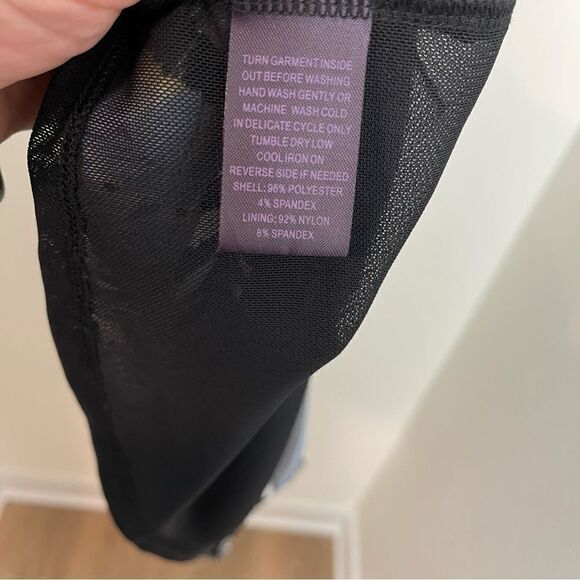 TURN GARMENT INSIDE
OUT BEFORE WASHING
HAND WASH GENTLY OR
MACHINE WASH COLD
IN DELICATE CYCLE ONLY
TUMBLE DRY LOW
COOL IRON ON
REVERSE SIDE IF NEEDED
SHELL: 96% POLYESTER
4% SPANDEX
LINING: 92% NYLON
8% SPANDEX